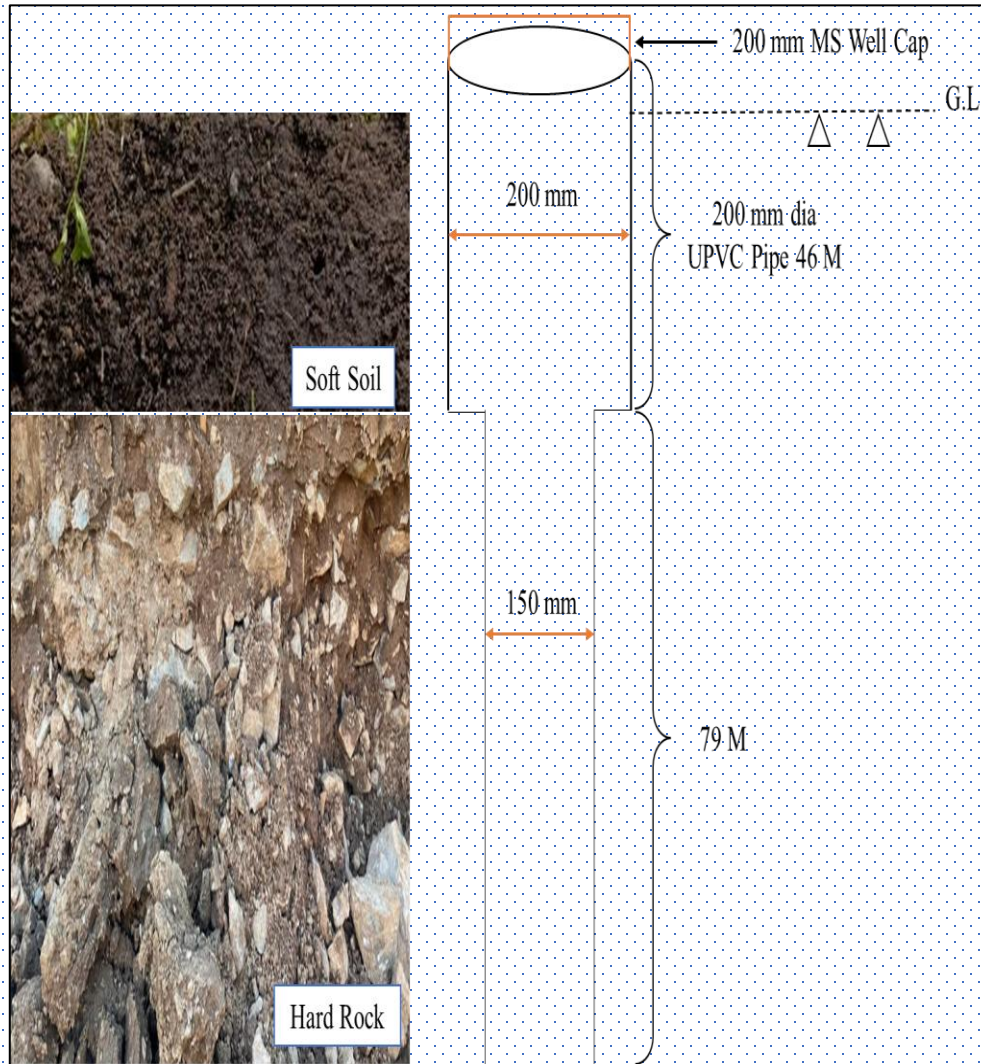 200 mm MS Well Cap
G.L
200 mm
200 mm dia
UPVC Pipe 46 M
Soft Soil
150 mm
79 M
Hard Rock